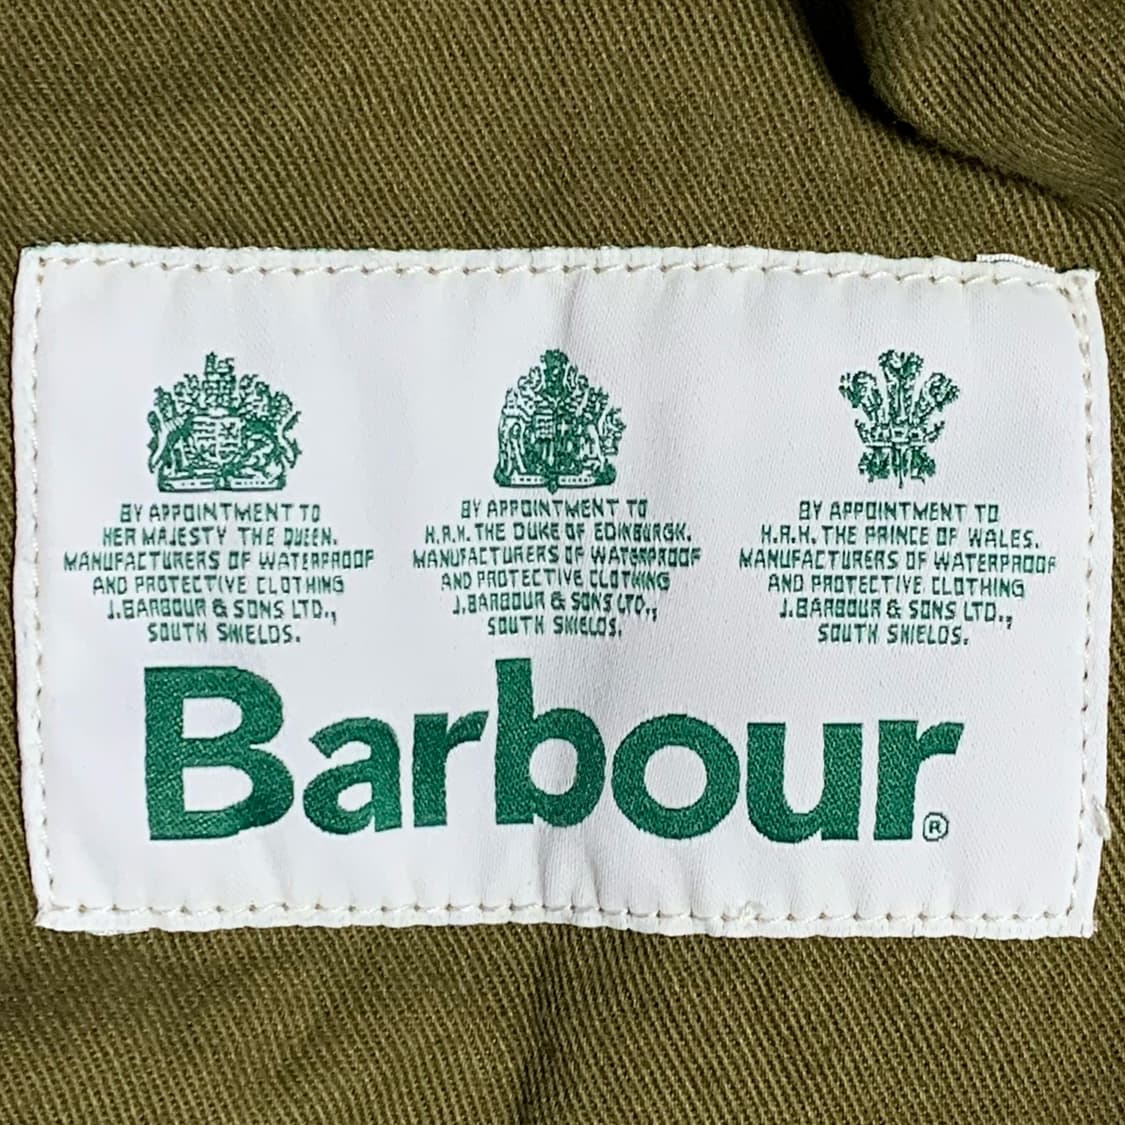 BY APPOINTMENT TO
HER MAJESTY THE QUEEN.
MANUFACTURERS OF WATERPROOF
AND PROTECTIVE CLOTHING
J.BARBOUR & SONS LTD.,
SOUTH SHIELDS.
BY APPOINTMENT TO
H.R.H. THE DUKE OF EDINBURGH.
MANUFACTURERS OF WATERPROOF
AND PROTECTIVE CLOTHING
J.BARBOUR & SONS LTD.,
SOUTH SHIELDS.
BY APPOINTMENT TO
H.R.H. THE PRINCE OF WALES.
MANUFACTURERS OF WATERPROOF
AND PROTECTIVE CLOTHING
J.BARBOUR & SONS LTD.,
SOUTH SHIELDS.
Barbour®